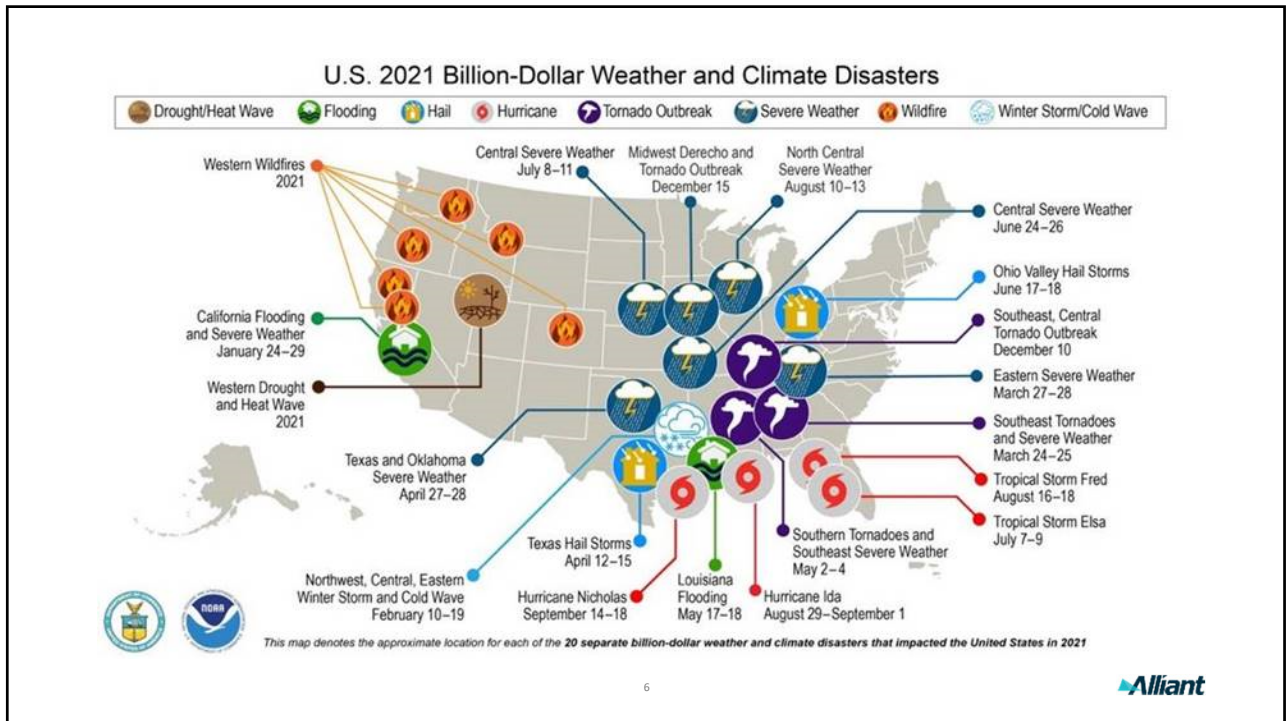 U.S. 2021 Billion-Dollar Weather and Climate Disasters
Drought/Heat Wave
Flooding
Hail
Hurricane
Tornado Outbreak
Severe Weather
Wildfire
Winter Storm/Cold Wave
Western Wildfires
2021
Central Severe Weather
July 8–11
Midwest Derecho and
Tornado Outbreak
December 15
North Central
Severe Weather
August 10–13
Central Severe Weather
June 24–26
Ohio Valley Hail Storms
June 17–18
California Flooding
and Severe Weather
January 24–29
Southeast, Central
Tornado Outbreak
December 10
Western Drought
and Heat Wave
2021
Eastern Severe Weather
March 27–28
Southeast Tornadoes
and Severe Weather
March 24–25
Texas and Oklahoma
Severe Weather
April 27–28
Tropical Storm Fred
August 16–18
Tropical Storm Elsa
July 7–9
Texas Hail Storms
April 12–15
Southern Tornadoes and
Southeast Severe Weather
May 2–4
Northwest, Central, Eastern
Winter Storm and Cold Wave
February 10–19
Hurricane Nicholas
September 14–18
Louisiana
Flooding
May 17–18
Hurricane Ida
August 29–September 1
NOAA
This map denotes the approximate location for each of the 20 separate billion-dollar weather and climate disasters that impacted the United States in 2021
6
Alliant